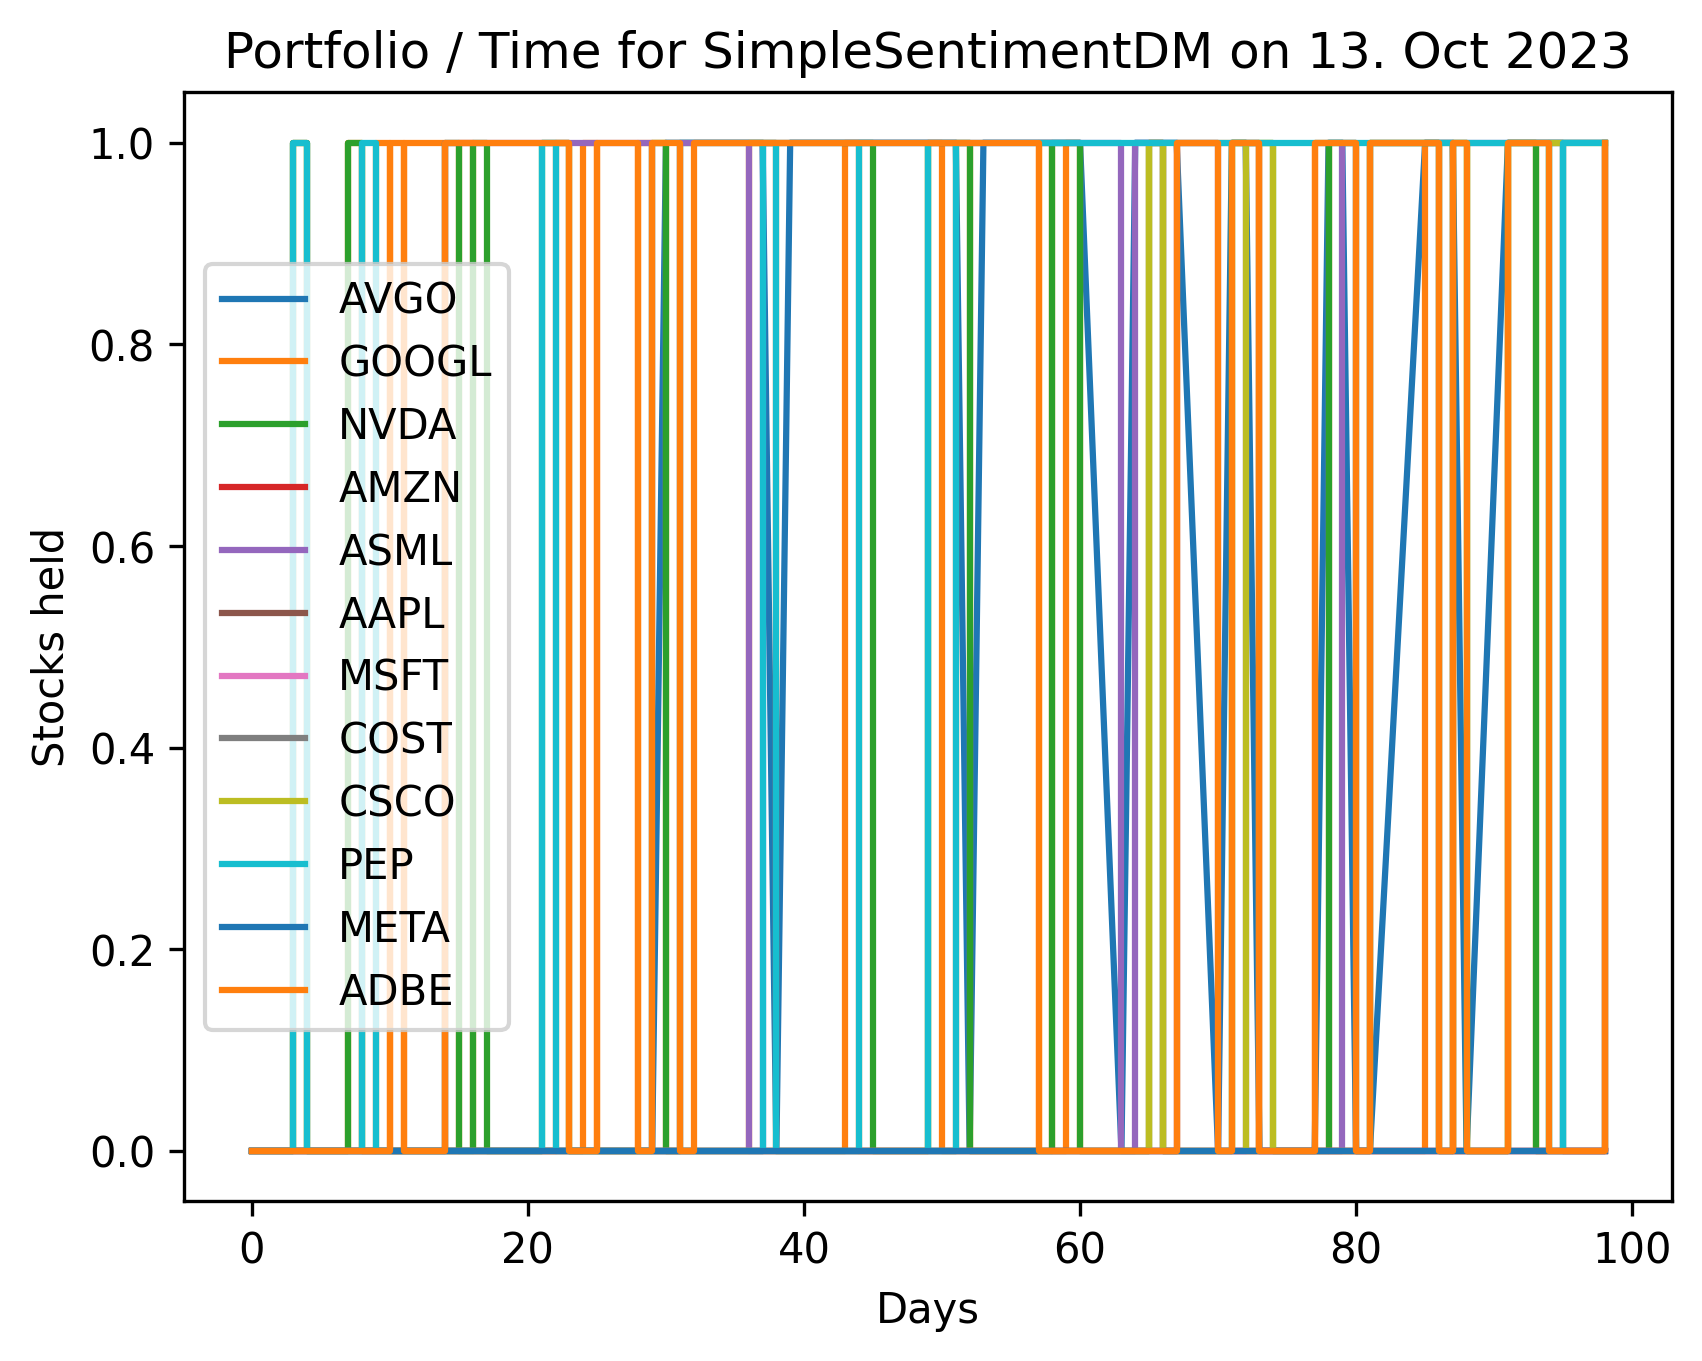 Portfolio / Time for SimpleSentimentDM on 13. Oct 2023
1.0
0.8
0.6
0.4
0.2
0.0
Stocks held
AVGO
GOOGL
NVDA
AMZN
ASML
AAPL
MSFT
COST
CSCO
PEP
META
ADBE
0 20 40 60 80 100
Days